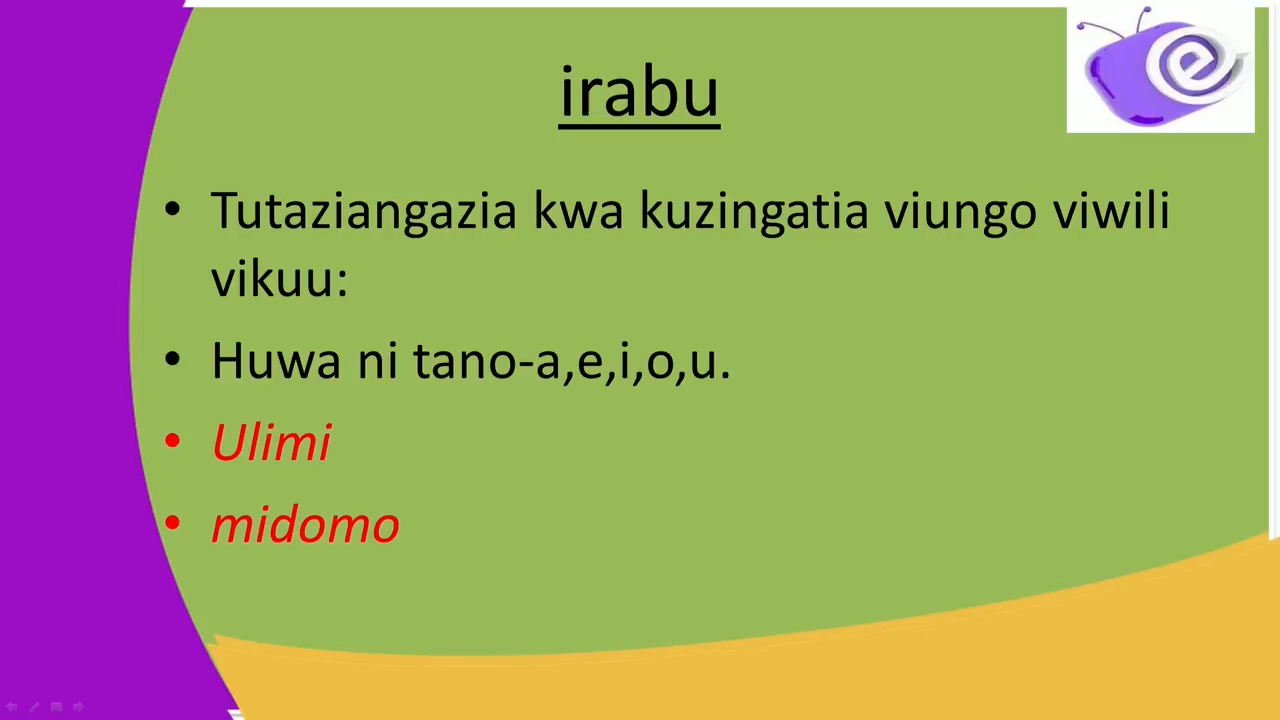 irabu
• Tutaziangazia kwa kuzingatia viungo viwili
vikuu:
• Huwa ni tano-a,e,i,o,u.
• Ulimi
• midomo